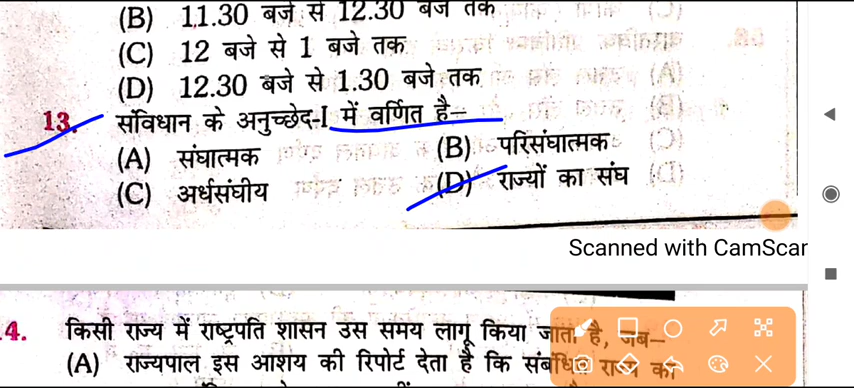 (B) 11.30 बजे से 12.30 बजे तक
(C) 12 बजे से 1 बजे तक
(D) 12.30 बजे से 1.30 बजे तक
13. संविधान के अनुच्छेद-I में वर्णित है–
(A) संघात्मक (B) परिसंघात्मक
(C) अर्धसंघीय (D) राज्यों का संघ
Scanned with CamScar
4. किसी राज्य में राष्ट्रपति शासन उस समय लागू किया जाता है, जब–
(A) राज्यपाल इस आशय की रिपोर्ट देता है कि संबंधित राज्य का